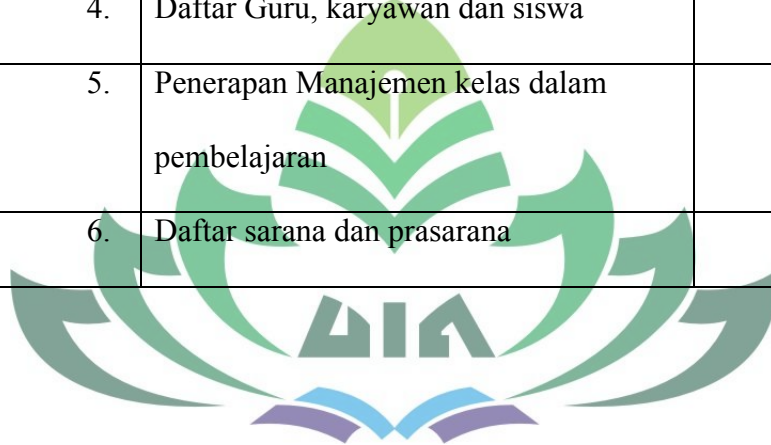 4. Daftar Guru, karyawan dan siswa
5. Penerapan Manajemen kelas dalam
pembelajaran
6. Daftar sarana dan prasarana
UIN